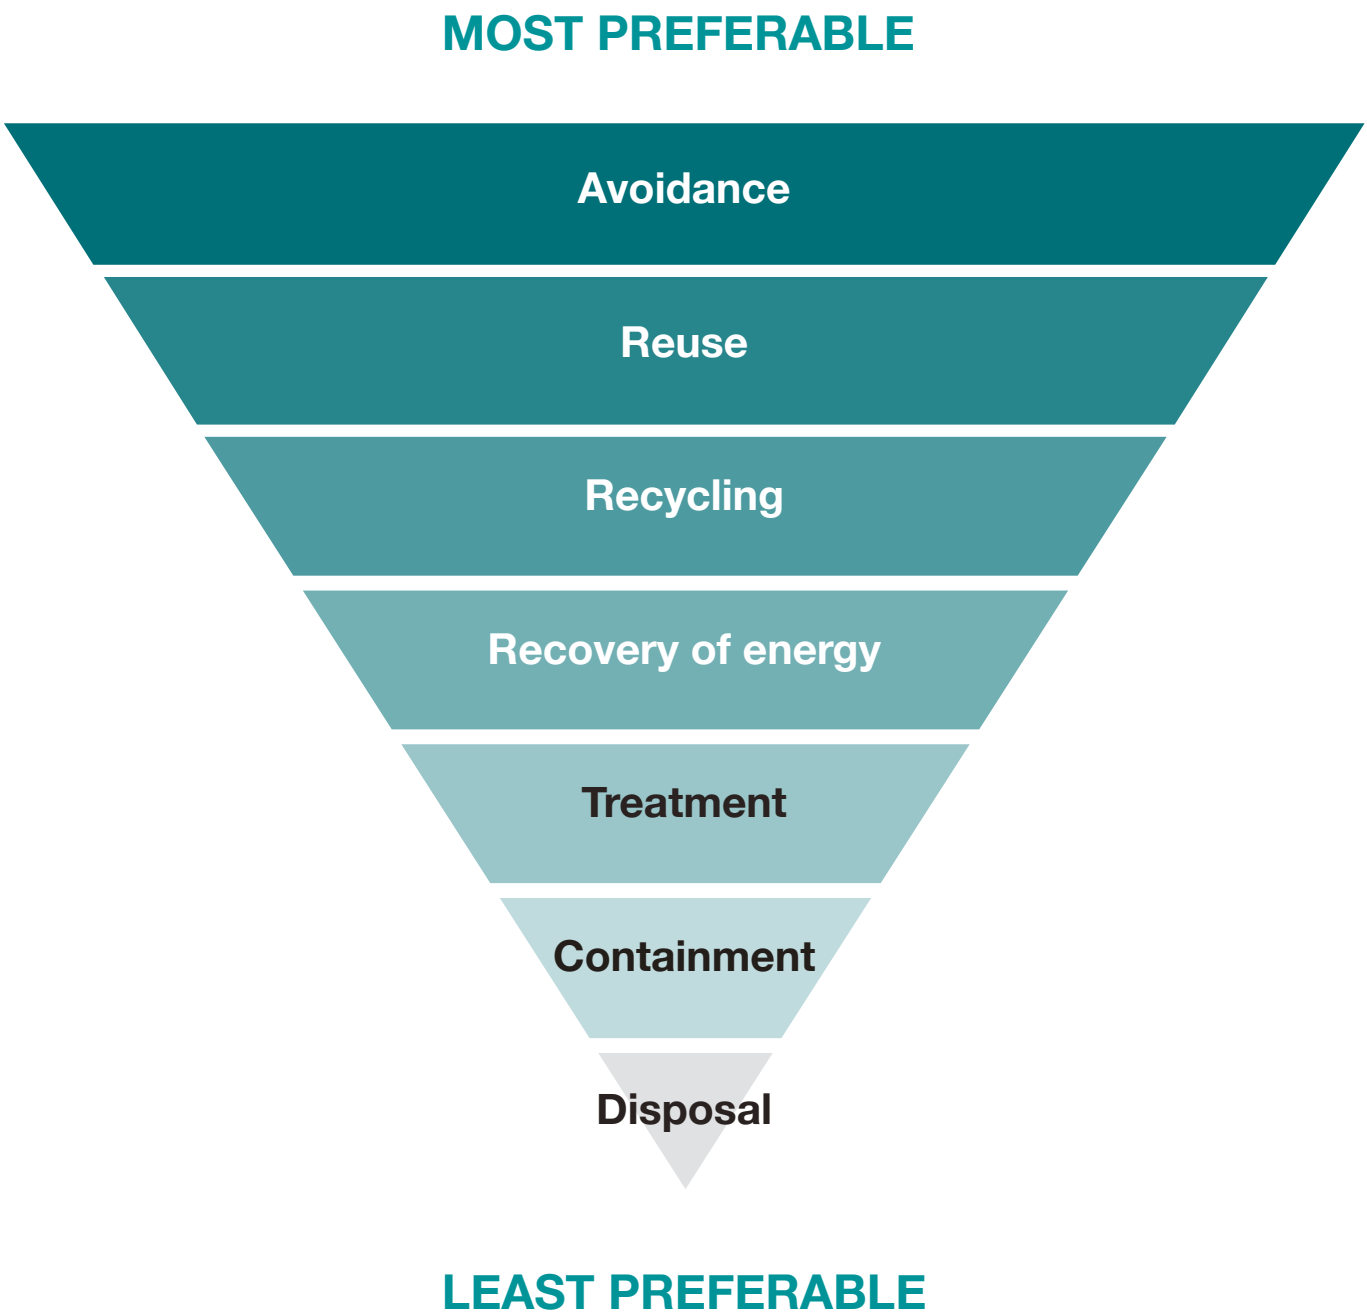 MOST PREFERABLE
Avoidance
Reuse
Recycling
Recovery of energy
Treatment
Containment
Disposal
LEAST PREFERABLE